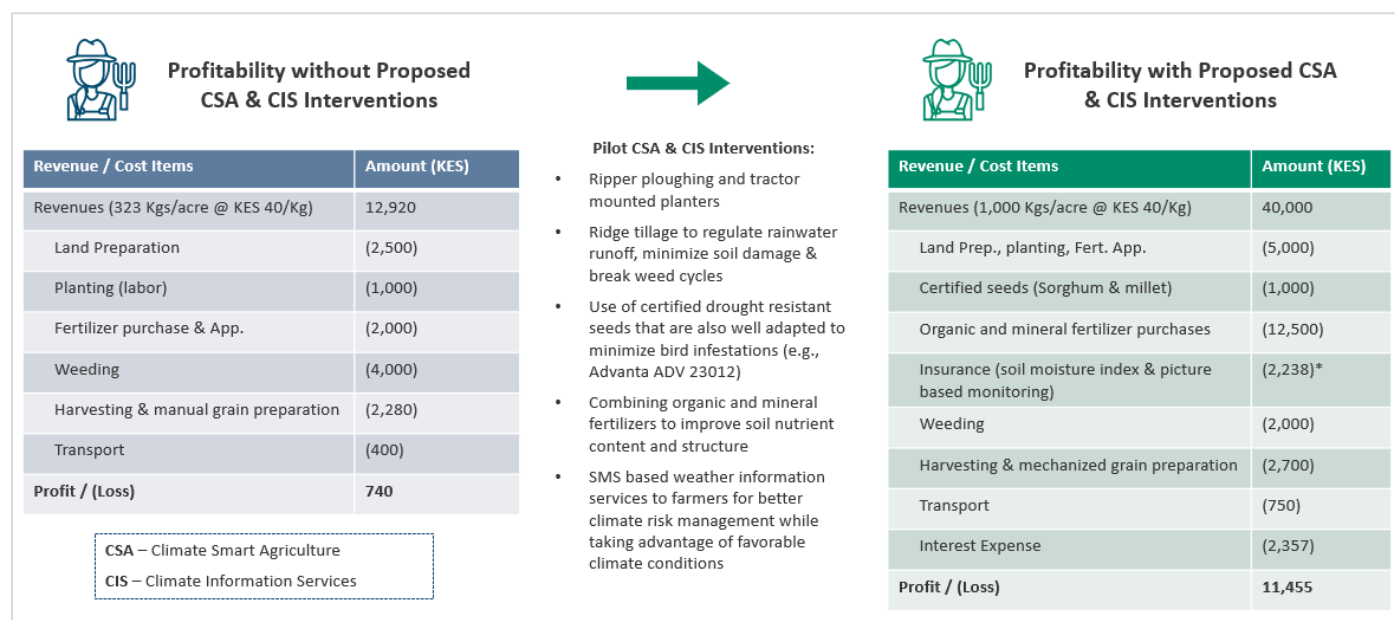 Profitability without Proposed
CSA & CIS Interventions
Revenue / Cost Items Amount (KES)
Revenues (323 Kgs/acre @ KES 40/Kg) 12,920
Land Preparation (2,500)
Planting (labor) (1,000)
Fertilizer purchase & App. (2,000)
Weeding (4,000)
Harvesting & manual grain preparation (2,280)
Transport (400)
Profit / (Loss) 740
CSA – Climate Smart Agriculture
CIS – Climate Information Services
Pilot CSA & CIS Interventions:
• Ripper ploughing and tractor
mounted planters
• Ridge tillage to regulate rainwater
runoff, minimize soil damage &
break weed cycles
• Use of certified drought resistant
seeds that are also well adapted to
minimize bird infestations (e.g.,
Advanta ADV 23012)
• Combining organic and mineral
fertilizers to improve soil nutrient
content and structure
• SMS based weather information
services to farmers for better
climate risk management while
taking advantage of favorable
climate conditions
Profitability with Proposed CSA
& CIS Interventions
Revenue / Cost Items Amount (KES)
Revenues (1,000 Kgs/acre @ KES 40/Kg) 40,000
Land Prep., planting, Fert. App. (5,000)
Certified seeds (Sorghum & millet) (1,000)
Organic and mineral fertilizer purchases (12,500)
Insurance (soil moisture index & picture (2,238)*
based monitoring)
Weeding (2,000)
Harvesting & mechanized grain preparation (2,700)
Transport (750)
Interest Expense (2,357)
Profit / (Loss) 11,455